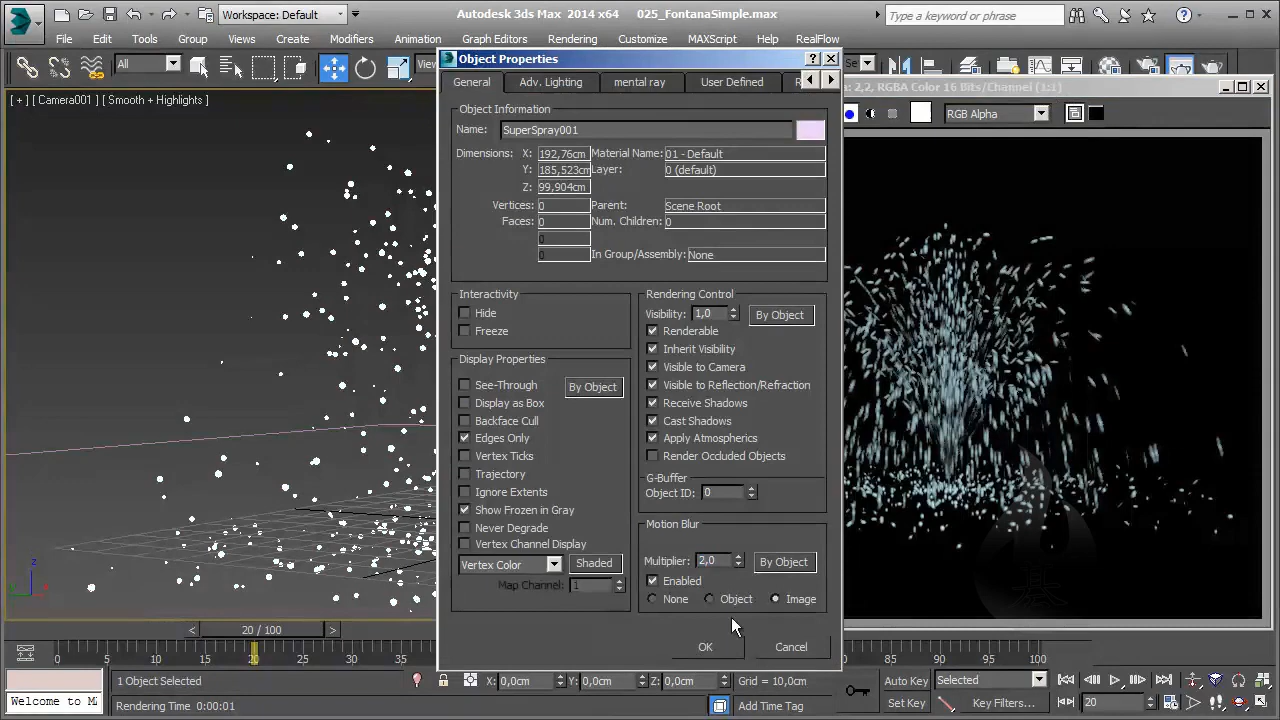 Workspace: Default
Autodesk 3ds Max 2014 x64 025_FontanaSimple.max
Type a keyword or phrase
File Edit Tools Group Views Create Modifiers Animation Graph Editors Rendering Customize MAXScript Help RealFlow
All
View
Se
[ + ] [ Camera001 ] [ Smooth + Highlights ]
Object Properties
General Adv. Lighting mental ray User Defined
2,2, RGBA Color 16 Bits/Channel (1:1)
RGB Alpha
Object Information
Name: SuperSpray001
Dimensions: X: 192,76cm Material Name: 01 - Default
Y: 185,523cm Layer: 0 (default)
Z: 99,904cm
Vertices: 0 Parent: Scene Root
Faces: 0 Num. Children: 0
0
0 In Group/Assembly: None
Interactivity
Hide
Freeze
Display Properties
See-Through By Object
Display as Box
Backface Cull
Edges Only
Vertex Ticks
Trajectory
Ignore Extents
Show Frozen in Gray
Never Degrade
Vertex Channel Display
Vertex Color Shaded
Map Channel: 1
Rendering Control
Visibility: 1,0 By Object
Renderable
Inherit Visibility
Visible to Camera
Visible to Reflection/Refraction
Receive Shadows
Cast Shadows
Apply Atmospherics
Render Occluded Objects
G-Buffer
Object ID: 0
Motion Blur
Multiplier: 2,0 By Object
Enabled
None Object Image
OK Cancel
z
< 20 / 100 >
0 5 10 15 20 25 30 35 85 90 95 100
1 Object Selected X: 0,0cm Y: 0,0cm Z: 0,0cm Grid = 10,0cm Auto Key Selected
Welcome to MA Rendering Time: 0:00:01 Add Time Tag Set Key Key Filters... 20